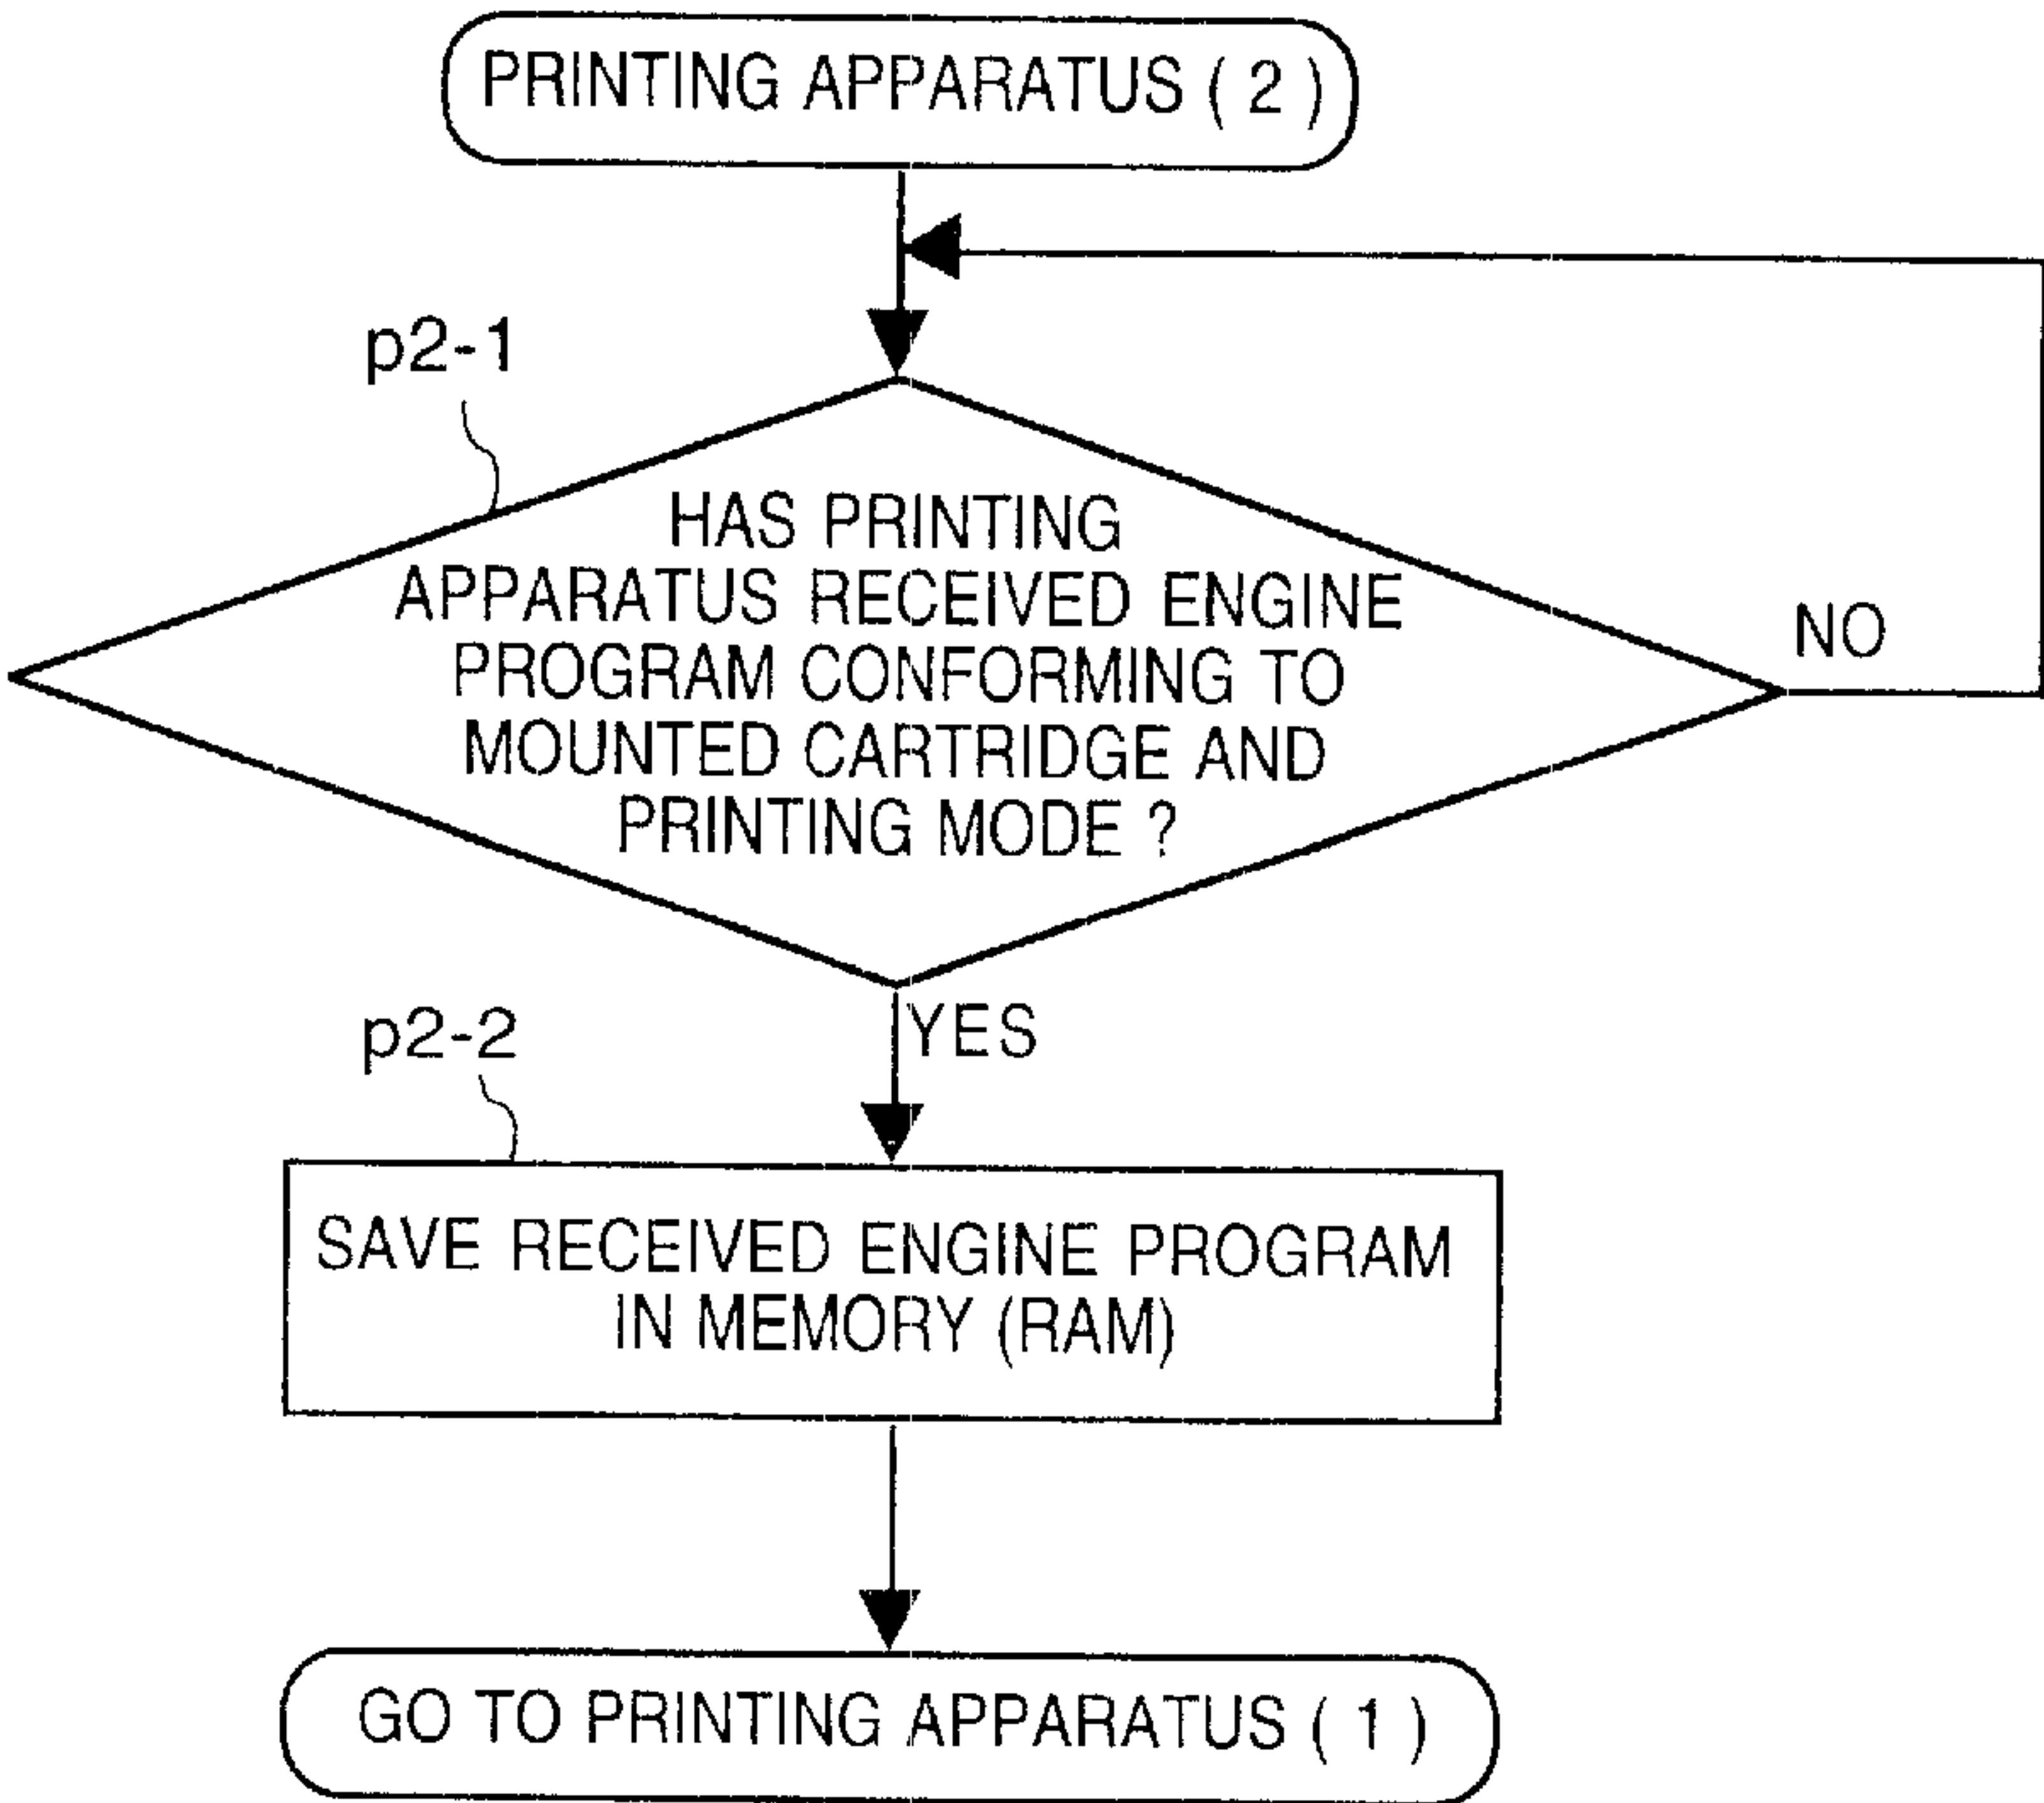 PRINTING APPARATUS ( 2 )
p2-1
HAS PRINTING
APPARATUS RECEIVED ENGINE
PROGRAM CONFORMING TO
MOUNTED CARTRIDGE AND
PRINTING MODE ?
NO
YES
p2-2
SAVE RECEIVED ENGINE PROGRAM
IN MEMORY (RAM)
GO TO PRINTING APPARATUS ( 1 )